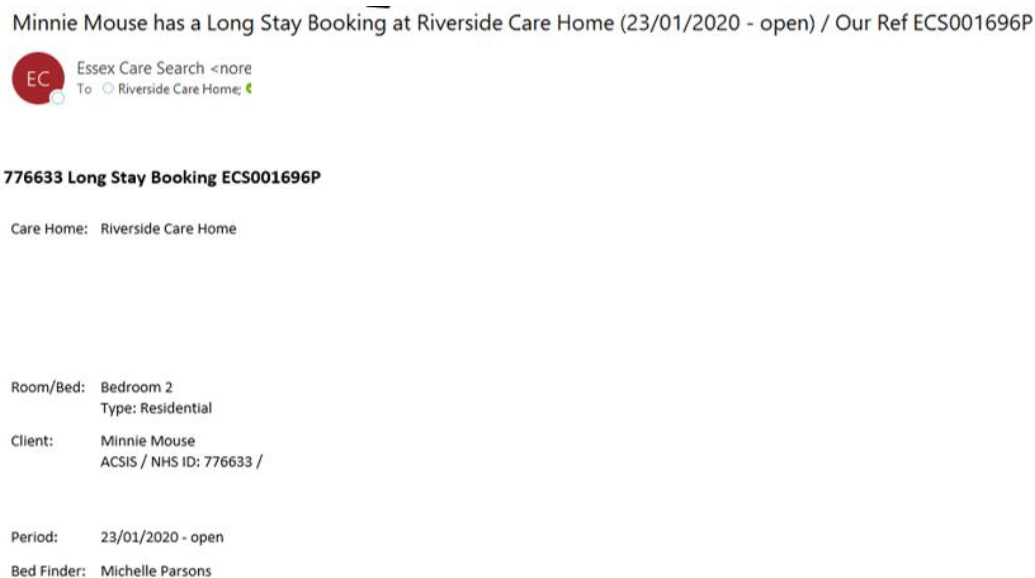 Minnie Mouse has a Long Stay Booking at Riverside Care Home (23/01/2020 - open) / Our Ref ECS001696P
EC
Essex Care Search <nore
To Riverside Care Home;
776633 Long Stay Booking ECS001696P
Care Home: Riverside Care Home
Room/Bed: Bedroom 2
Type: Residential
Client: Minnie Mouse
ACSIS / NHS ID: 776633 /
Period: 23/01/2020 - open
Bed Finder: Michelle Parsons